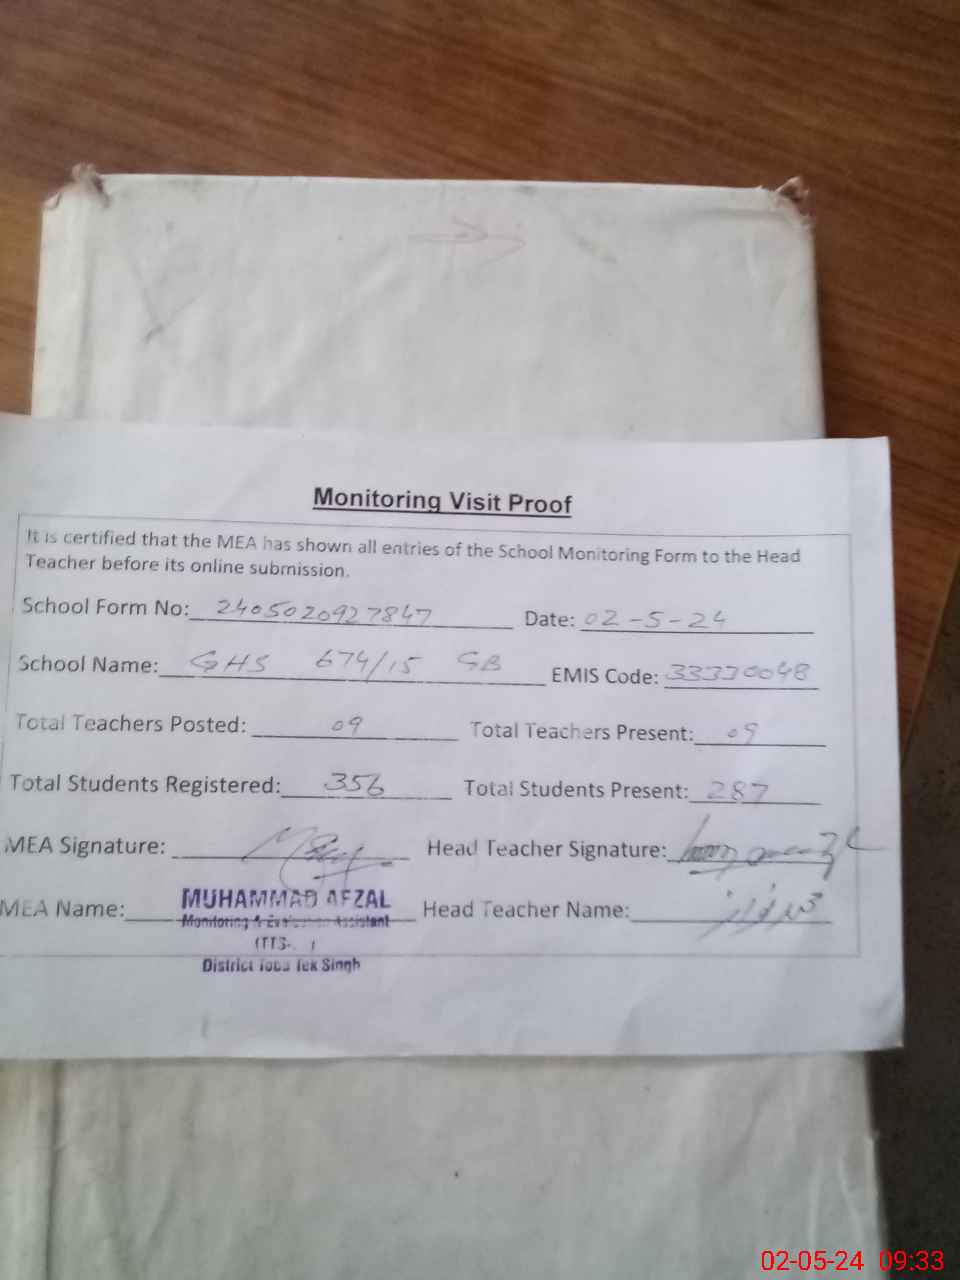 Monitoring Visit Proof
It is certified that the MEA has shown all entries of the School Monitoring Form to the Head
Teacher before its online submission.
School Form No: 2405020927847 Date: 02-5-24
School Name: GHS 674/15 GB EMIS Code: 33330048
Total Teachers Posted: 09 Total Teachers Present: 09
Total Students Registered: 356 Total Students Present: 287
MEA Signature: Head Teacher Signature:
MEA Name: MUHAMMAD AFZAL Head Teacher Name:
Monitoring & Evaluation Assistant
District Toba Tek Singh
02-05-24 09:33